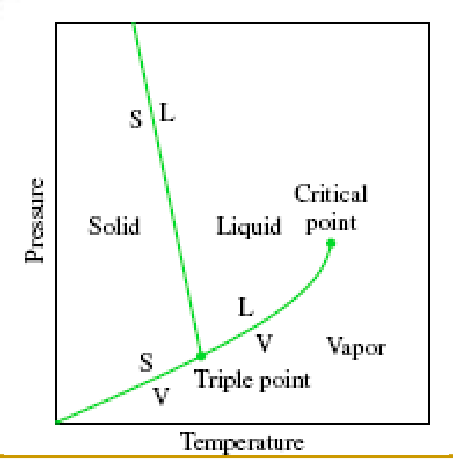 S L
Critical
point
Solid
Liquid
Pressure
L
V
Vapor
S
V
Triple point
Temperature